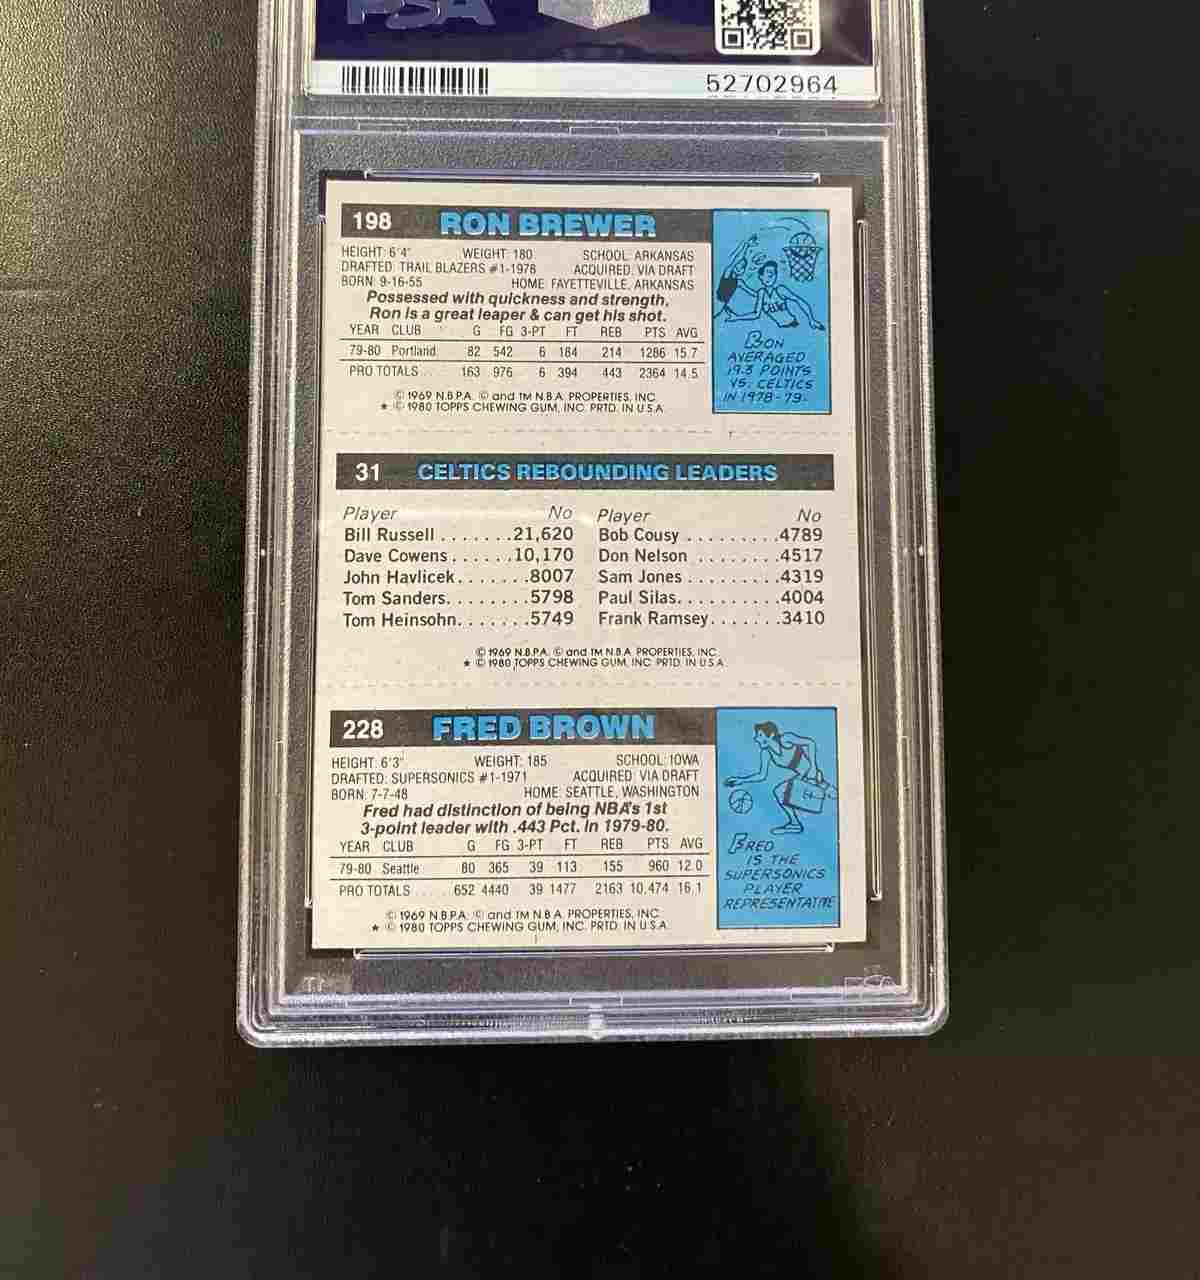 PSA
52702964
198 RON BREWER
HEIGHT: 6'4" WEIGHT: 180 SCHOOL: ARKANSAS
DRAFTED: TRAIL BLAZERS #1-1978 ACQUIRED: VIA DRAFT
BORN: 9-16-55 HOME: FAYETTEVILLE, ARKANSAS
Possessed with quickness and strength,
Ron is a great leaper & can get his shot.
YEAR CLUB G FG 3-PT FT REB PTS AVG
79-80 Portland 82 542 6 184 214 1286 15.7
PRO TOTALS... 163 976 6 394 443 2364 14.5
© 1969 N.B.P.A. © and TM N.B.A. PROPERTIES, INC.
★ © 1980 TOPPS CHEWING GUM, INC. PRTD. IN U.S.A.
RON
AVERAGED
19.3 POINTS
VS. CELTICS
IN 1978-79.
31 CELTICS REBOUNDING LEADERS
Player No Player No
Bill Russell.......21,620 Bob Cousy.........4789
Dave Cowens......10,170 Don Nelson........4517
John Havlicek.......8007 Sam Jones.........4319
Tom Sanders........5798 Paul Silas..........4004
Tom Heinsohn.......5749 Frank Ramsey.......3410
© 1969 N.B.P.A. © and TM N.B.A. PROPERTIES, INC.
★ © 1980 TOPPS CHEWING GUM, INC. PRTD. IN U.S.A.
228 FRED BROWN
HEIGHT: 6'3" WEIGHT: 185 SCHOOL: IOWA
DRAFTED: SUPERSONICS #1-1971 ACQUIRED: VIA DRAFT
BORN: 7-7-48 HOME: SEATTLE, WASHINGTON
Fred had distinction of being NBA's 1st
3-point leader with .443 Pct. in 1979-80.
YEAR CLUB G FG 3-PT FT REB PTS AVG
79-80 Seattle 80 365 39 113 155 960 12.0
PRO TOTALS..... 652 4440 39 1477 2163 10,474 16.1
© 1969 N.B.P.A. © and TM N.B.A. PROPERTIES, INC.
★ © 1980 TOPPS CHEWING GUM, INC. PRTD. IN U.S.A.
FRED
IS THE
SUPERSONICS
PLAYER
REPRESENTATIVE
PSA